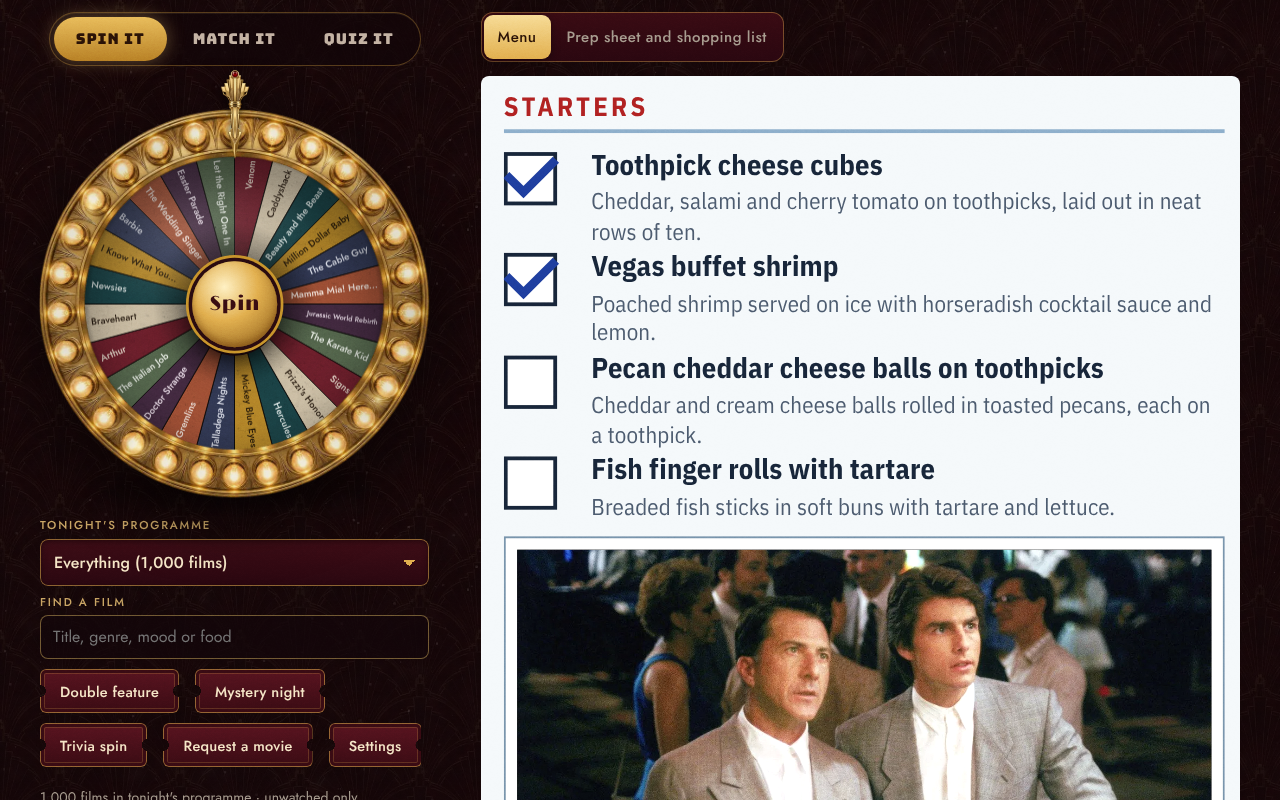 SPIN IT
MATCH IT
QUIZ IT
Menu
Prep sheet and shopping list
Let the Right One In
Venom
Caddyshack
Beauty and the Beast
Million Dollar Baby
The Cable Guy
Mamma Mia! Here...
Jurassic World Rebirth
The Karate Kid
Signs
Prizzi's Honor
Hercules
Mickey Blue Eyes
Talladega Nights
Gremlins
Doctor Strange
The Italian Job
Arthur
Braveheart
Newsies
I Know What You...
Barbie
The Wedding Singer
Easter Parade
Spin
TONIGHT'S PROGRAMME
Everything (1,000 films)
FIND A FILM
Title, genre, mood or food
Double feature
Mystery night
Trivia spin
Request a movie
Settings
1,000 films in tonight's programme · unwatched only
STARTERS
Toothpick cheese cubes
Cheddar, salami and cherry tomato on toothpicks, laid out in neat
rows of ten.
Vegas buffet shrimp
Poached shrimp served on ice with horseradish cocktail sauce and
lemon.
Pecan cheddar cheese balls on toothpicks
Cheddar and cream cheese balls rolled in toasted pecans, each on
a toothpick.
Fish finger rolls with tartare
Breaded fish sticks in soft buns with tartare and lettuce.